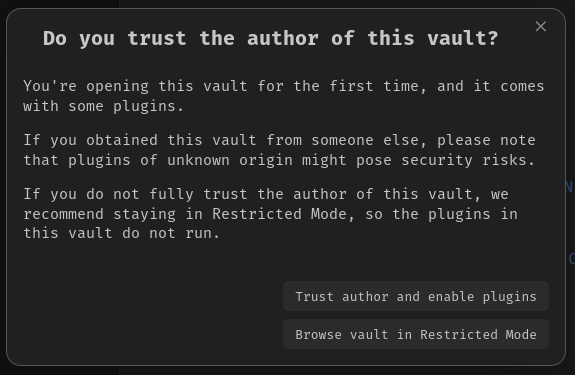 Do you trust the author of this vault?
You're opening this vault for the first time, and it comes
with some plugins.
If you obtained this vault from someone else, please note
that plugins of unknown origin might pose security risks.
If you do not fully trust the author of this vault, we
recommend staying in Restricted Mode, so the plugins in
this vault do not run.
Trust author and enable plugins
Browse vault in Restricted Mode